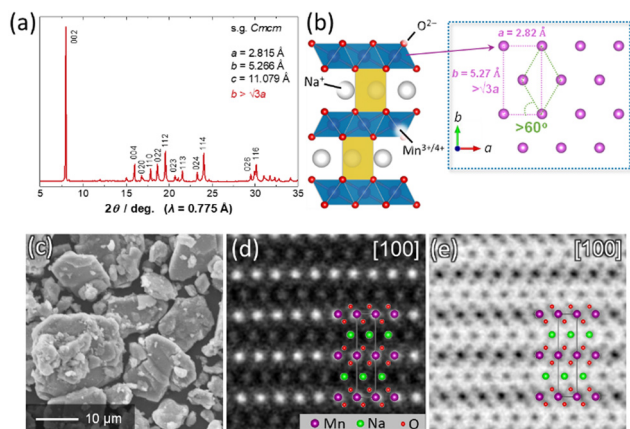 (a)
s.g. Cmcm
a = 2.815 Å
b = 5.266 Å
c = 11.079 Å
b > √3a
002
004
020
110
022
112
023
113
024
114
026
116
5 10 15 20 25 30 35
2θ / deg. (λ = 0.775 Å)
(b)
O²⁻
Na⁺
Mn³⁺/⁴⁺
a = 2.82 Å
b = 5.27 Å
>√3a
>60°
b
a
(c)
10 μm
(d)
[100]
Mn Na O
(e)
[100]